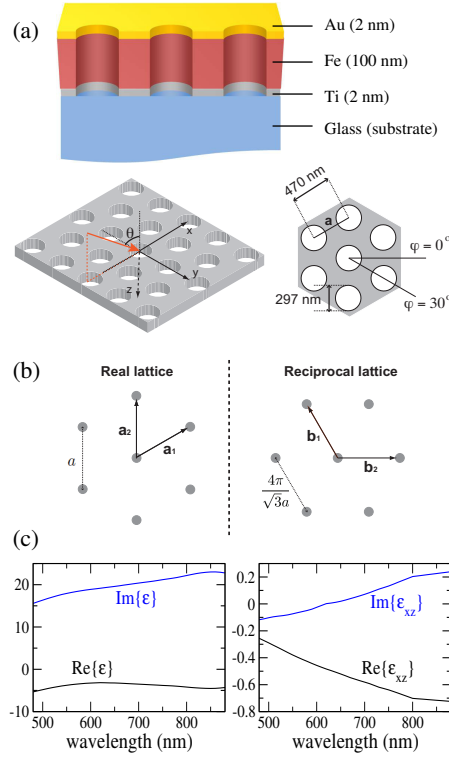 (a)
Au (2 nm)
Fe (100 nm)
Ti (2 nm)
Glass (substrate)
θ
x
y
z
470 nm
a
φ = 0°
φ = 30°
297 nm
(b)
Real lattice
a₂
a₁
a
Reciprocal lattice
b₁
b₂
4π
√3a
(c)
20
10
0
-10
Im{ε}
Re{ε}
500 600 700 800
wavelength (nm)
0.2
0
-0.2
-0.4
-0.6
-0.8
Im{ε_xz}
Re{ε_xz}
500 600 700 800
wavelength (nm)